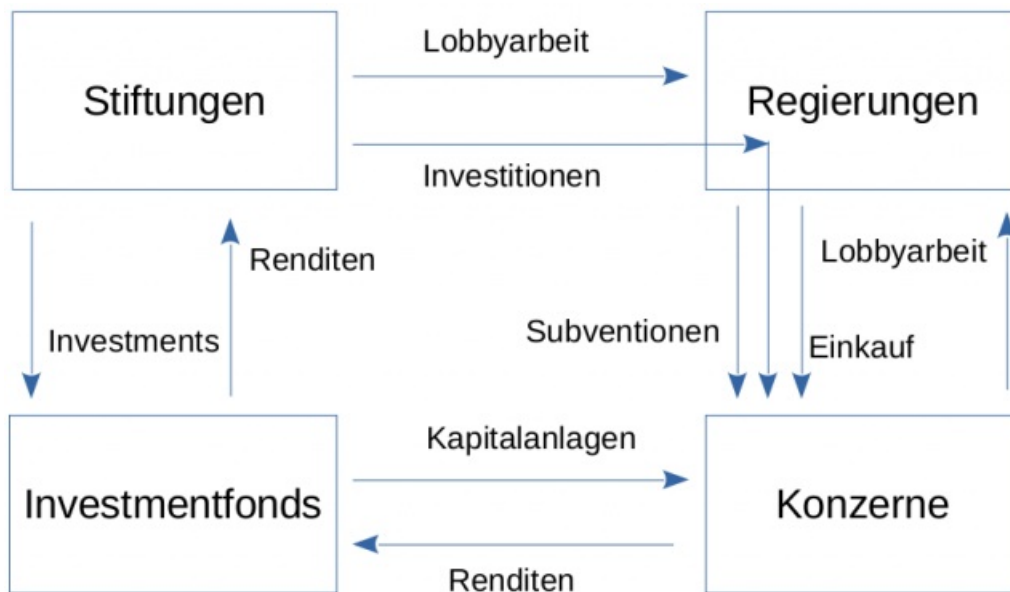 Lobbyarbeit
Stiftungen
Regierungen
Investitionen
Renditen
Lobbyarbeit
Investments
Subventionen
Einkauf
Kapitalanlagen
Investmentfonds
Konzerne
Renditen